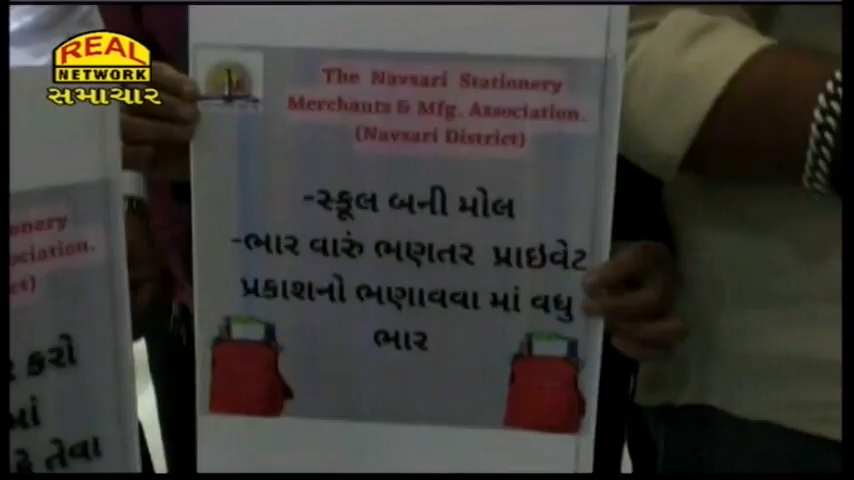 REAL
NETWORK
સમાચાર
The Navsari Stationery
Merchants & Mfg. Association.
(Navsari District)
-સ્કૂલ બની મોલ
-ભાર વારું ભણતર પ્રાઇવેટ
પ્રકાશનો ભણાવવા માં વધુ
ભાર
કરો
તેવા